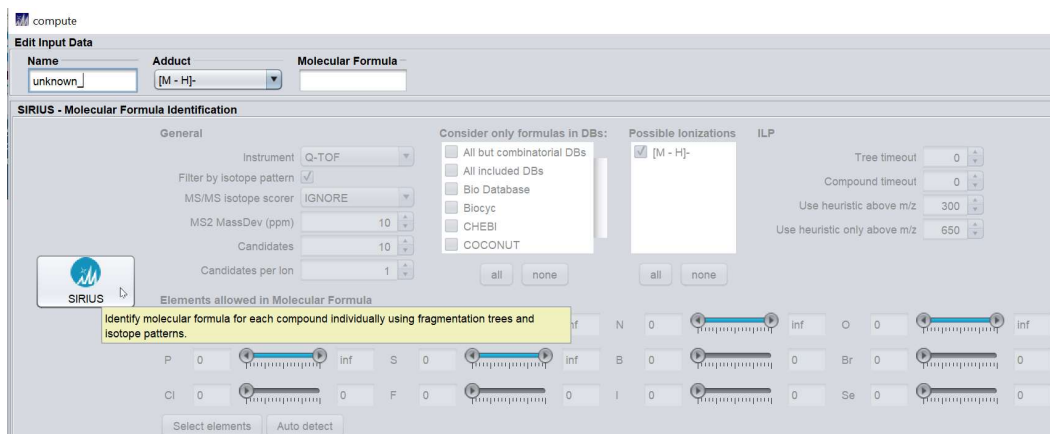 compute
Edit Input Data
Name Adduct Molecular Formula
unknown_ [M - H]-
SIRIUS - Molecular Formula Identification
General Consider only formulas in DBs: Possible Ionizations ILP
Instrument Q-TOF All but combinatorial DBs [M - H]- Tree timeout 0
Filter by isotope pattern All included DBs Compound timeout 0
MS/MS isotope scorer IGNORE Bio Database Use heuristic above m/z 300
MS2 MassDev (ppm) 10 Biocyc Use heuristic only above m/z 650
Candidates 10 CHEBI
COCONUT
Candidates per Ion 1 all none all none
SIRIUS
Elements allowed in Molecular Formula
Identify molecular formula for each compound individually using fragmentation trees and
isotope patterns.
inf N 0 inf O 0 inf
P 0 inf S 0 inf B 0 0 Br 0 0
Cl 0 0 F 0 0 I 0 0 Se 0 0
Select elements Auto detect